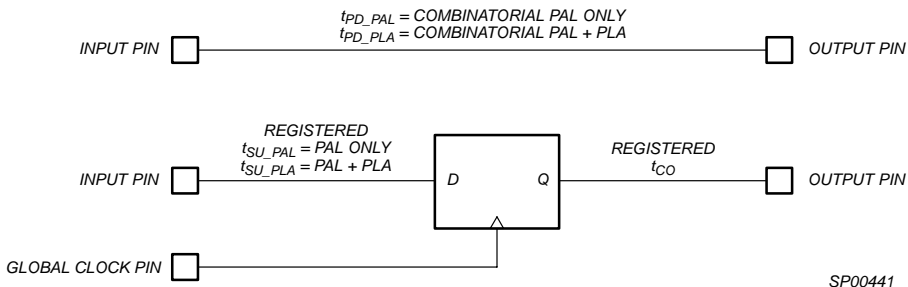 tPD_PAL = COMBINATORIAL PAL ONLY
tPD_PLA = COMBINATORIAL PAL + PLA
INPUT PIN
OUTPUT PIN
REGISTERED
tSU_PAL = PAL ONLY
tSU_PLA = PAL + PLA
REGISTERED
tCO
INPUT PIN
D
Q
OUTPUT PIN
GLOBAL CLOCK PIN
SP00441